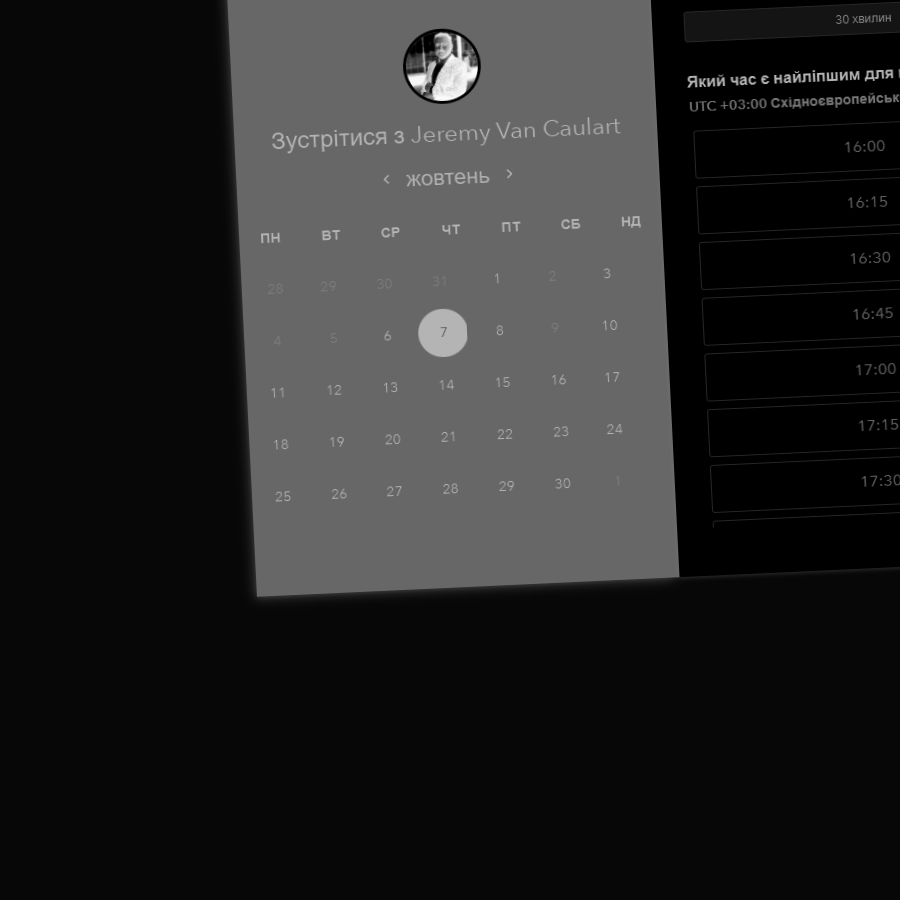 Зустрітися з Jeremy Van Caulart
‹ жовтень ›
ПН ВТ СР ЧТ ПТ СБ НД
28 29 30 31 1 2 3
4 5 6 7 8 9 10
11 12 13 14 15 16 17
18 19 20 21 22 23 24
25 26 27 28 29 30 1
30 хвилин
Який час є найліпшим для
UTC +03:00
16:00
16:15
16:30
16:45
17:00
17:15
17:30